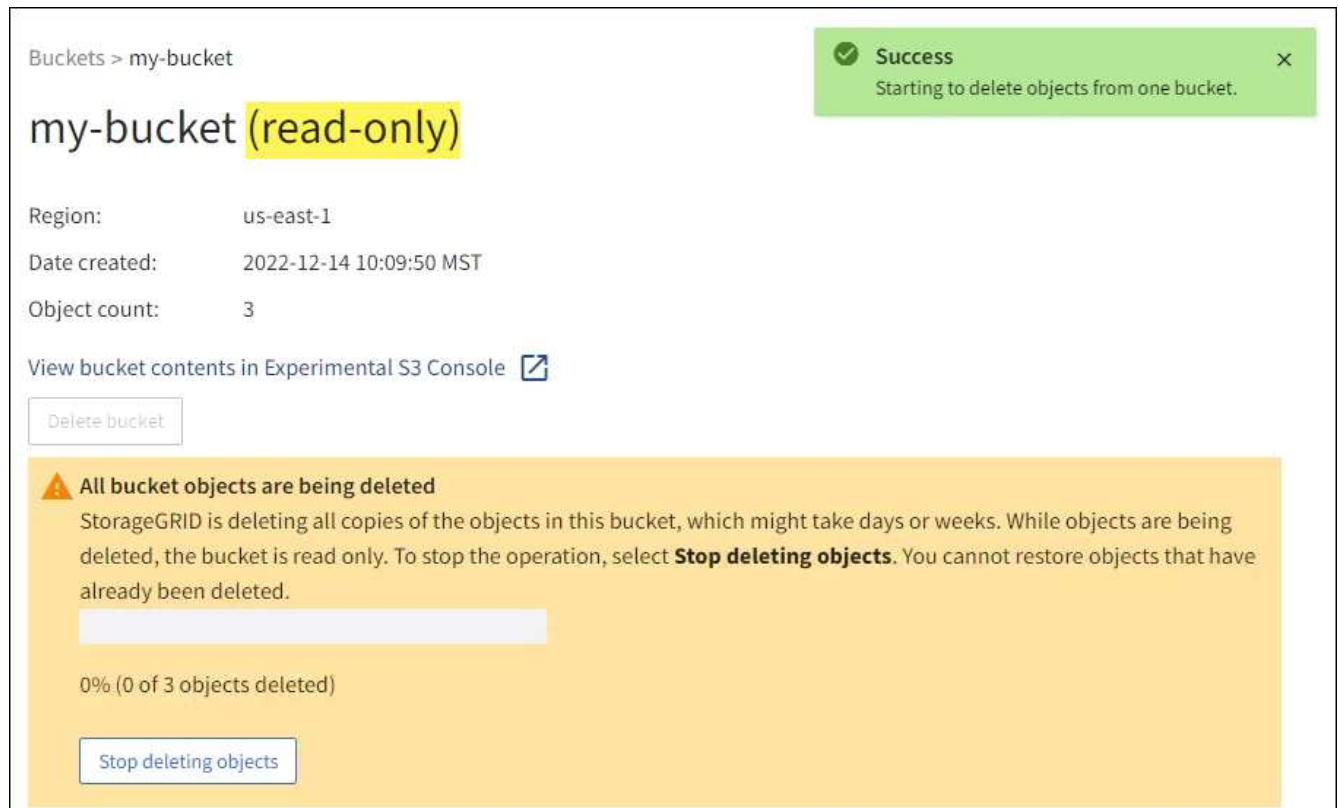 Buckets > my-bucket
Success
Starting to delete objects from one bucket.
my-bucket (read-only)
Region: us-east-1
Date created: 2022-12-14 10:09:50 MST
Object count: 3
View bucket contents in Experimental S3 Console
Delete bucket
All bucket objects are being deleted
StorageGRID is deleting all copies of the objects in this bucket, which might take days or weeks. While objects are being
deleted, the bucket is read only. To stop the operation, select Stop deleting objects. You cannot restore objects that have
already been deleted.
0% (0 of 3 objects deleted)
Stop deleting objects